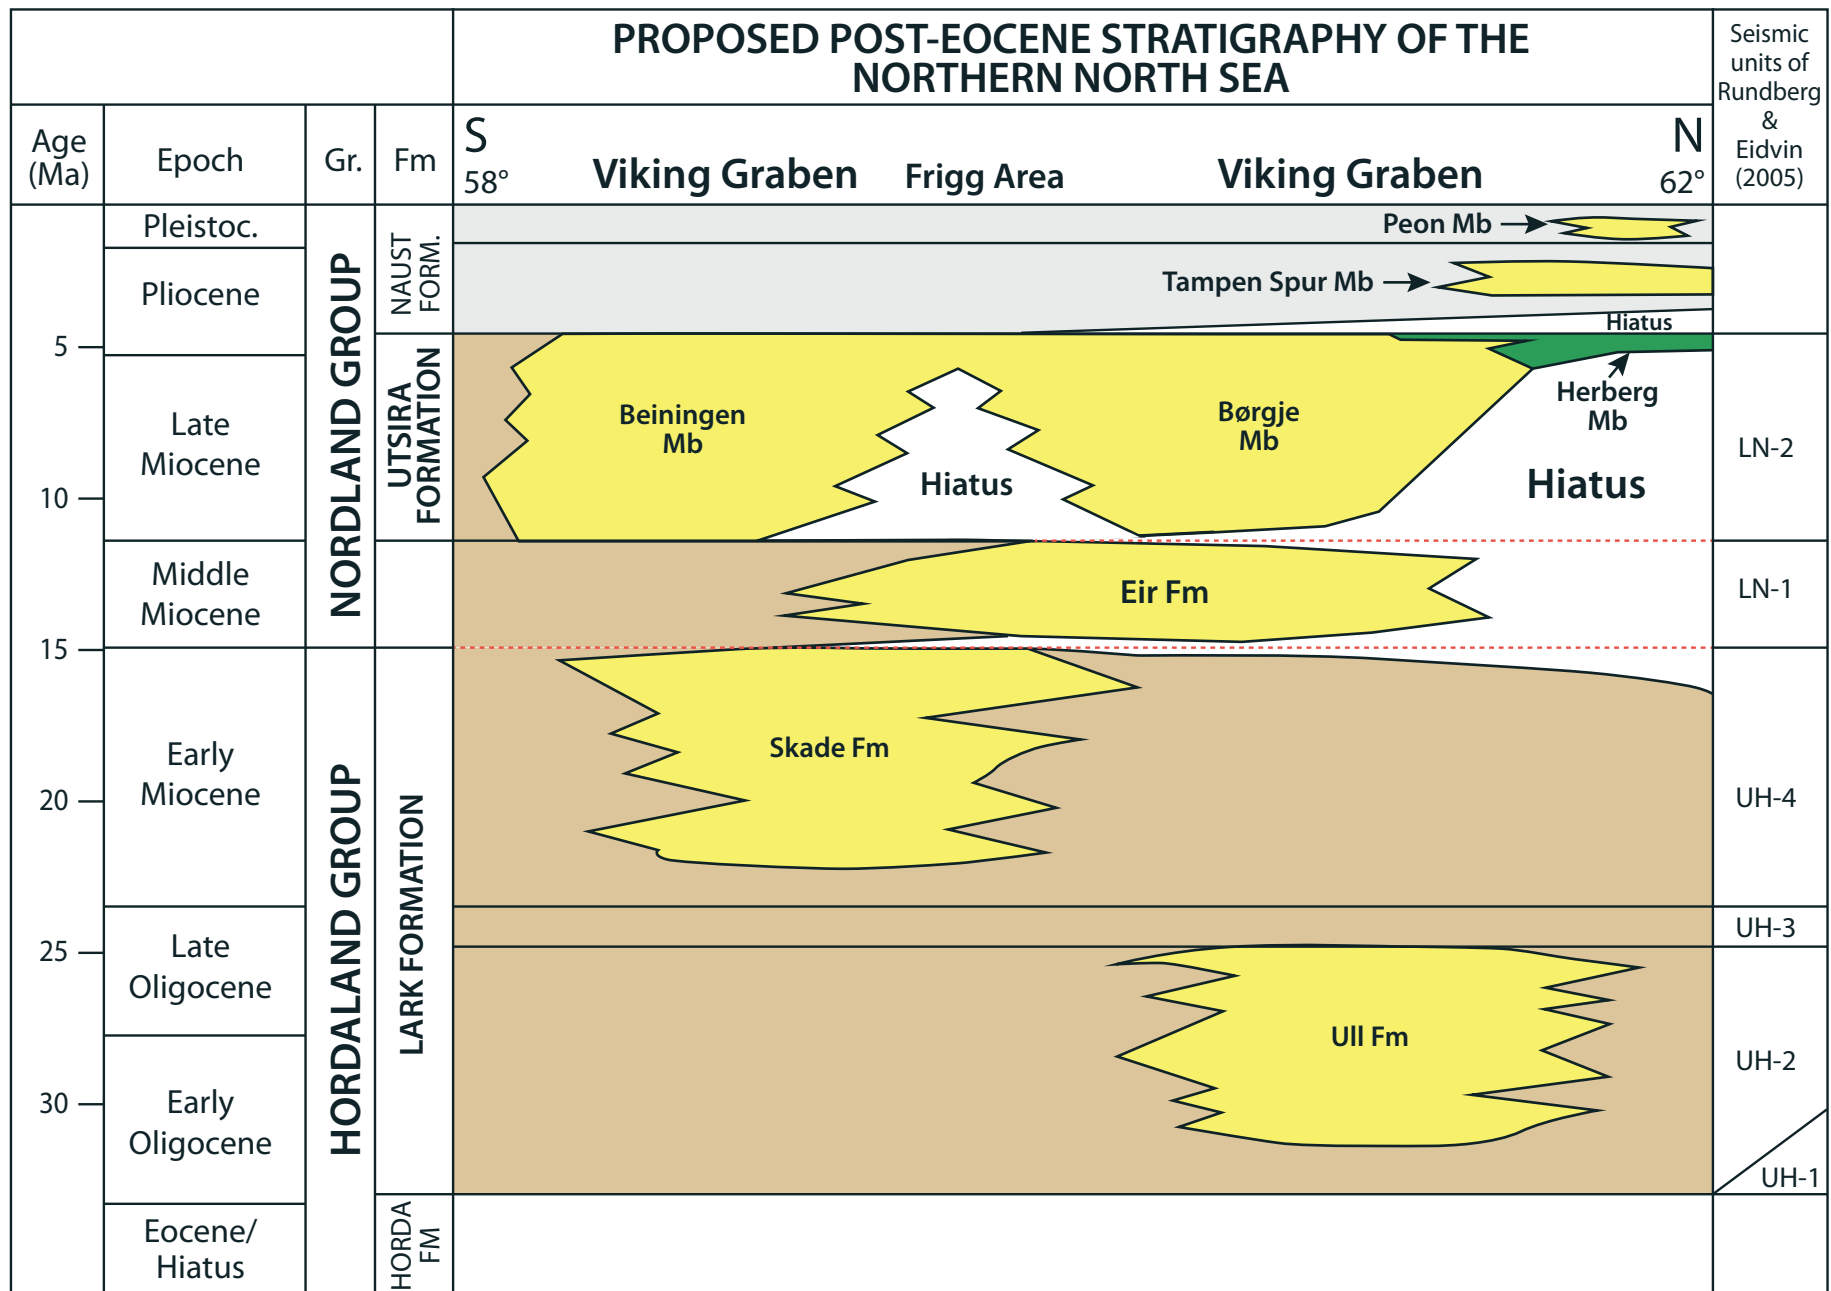 PROPOSED POST-EOCENE STRATIGRAPHY OF THE
NORTHERN NORTH SEA
Seismic
units of
Rundberg
&
Eidvin
(2005)
Age
(Ma)
Epoch
Gr.
Fm
S
58°
Viking Graben
Frigg Area
Viking Graben
N
62°
Pleistoc.
Pliocene
Late
Miocene
Middle
Miocene
Early
Miocene
Late
Oligocene
Early
Oligocene
Eocene/
Hiatus
5
10
15
20
25
30
NORDLAND GROUP
HORDALAND GROUP
NAUST
FORM.
UTSIRA
FORMATION
LARK FORMATION
HORDA
FM
Peon Mb
Tampen Spur Mb
Hiatus
Herberg
Mb
Beiningen
Mb
Hiatus
Børgje
Mb
Hiatus
Eir Fm
Skade Fm
Ull Fm
LN-2
LN-1
UH-4
UH-3
UH-2
UH-1